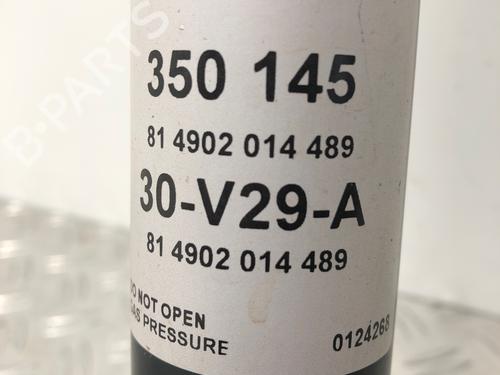 B-PARTS
350 145
81 4902 014 489
30-V29-A
81 4902 014 489
DO NOT OPEN
GAS PRESSURE
0124268